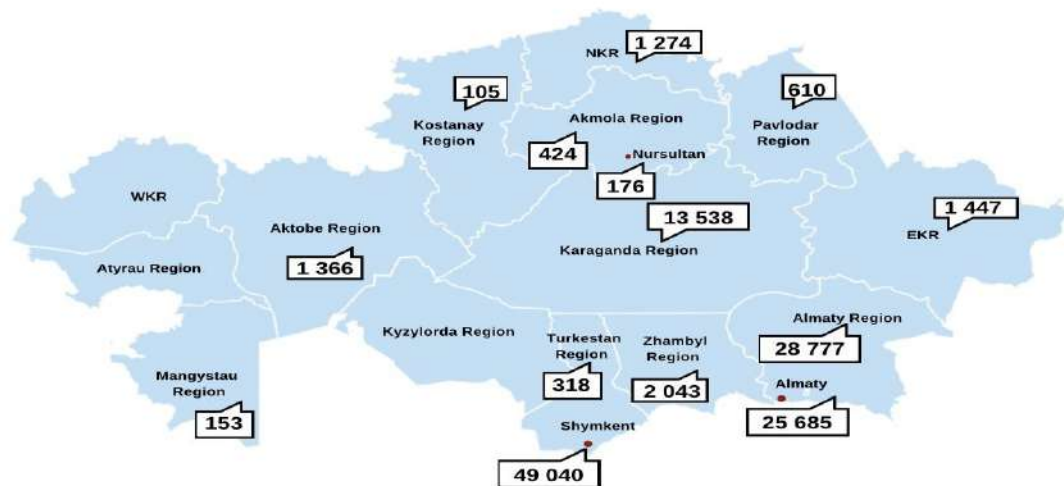 1 274
NKR
105
610
Kostanay
Region
Akmola Region
Pavlodar
Region
424
Nursultan
176
WKR
13 538
1 447
Aktobe Region
EKR
Karaganda Region
Atyrau Region
1 366
Almaty Region
Kyzylorda Region
Turkestan
Region
Zhambyl
Region
28 777
Mangystau
Region
318
2 043
Almaty
153
25 685
Shymkent
49 040